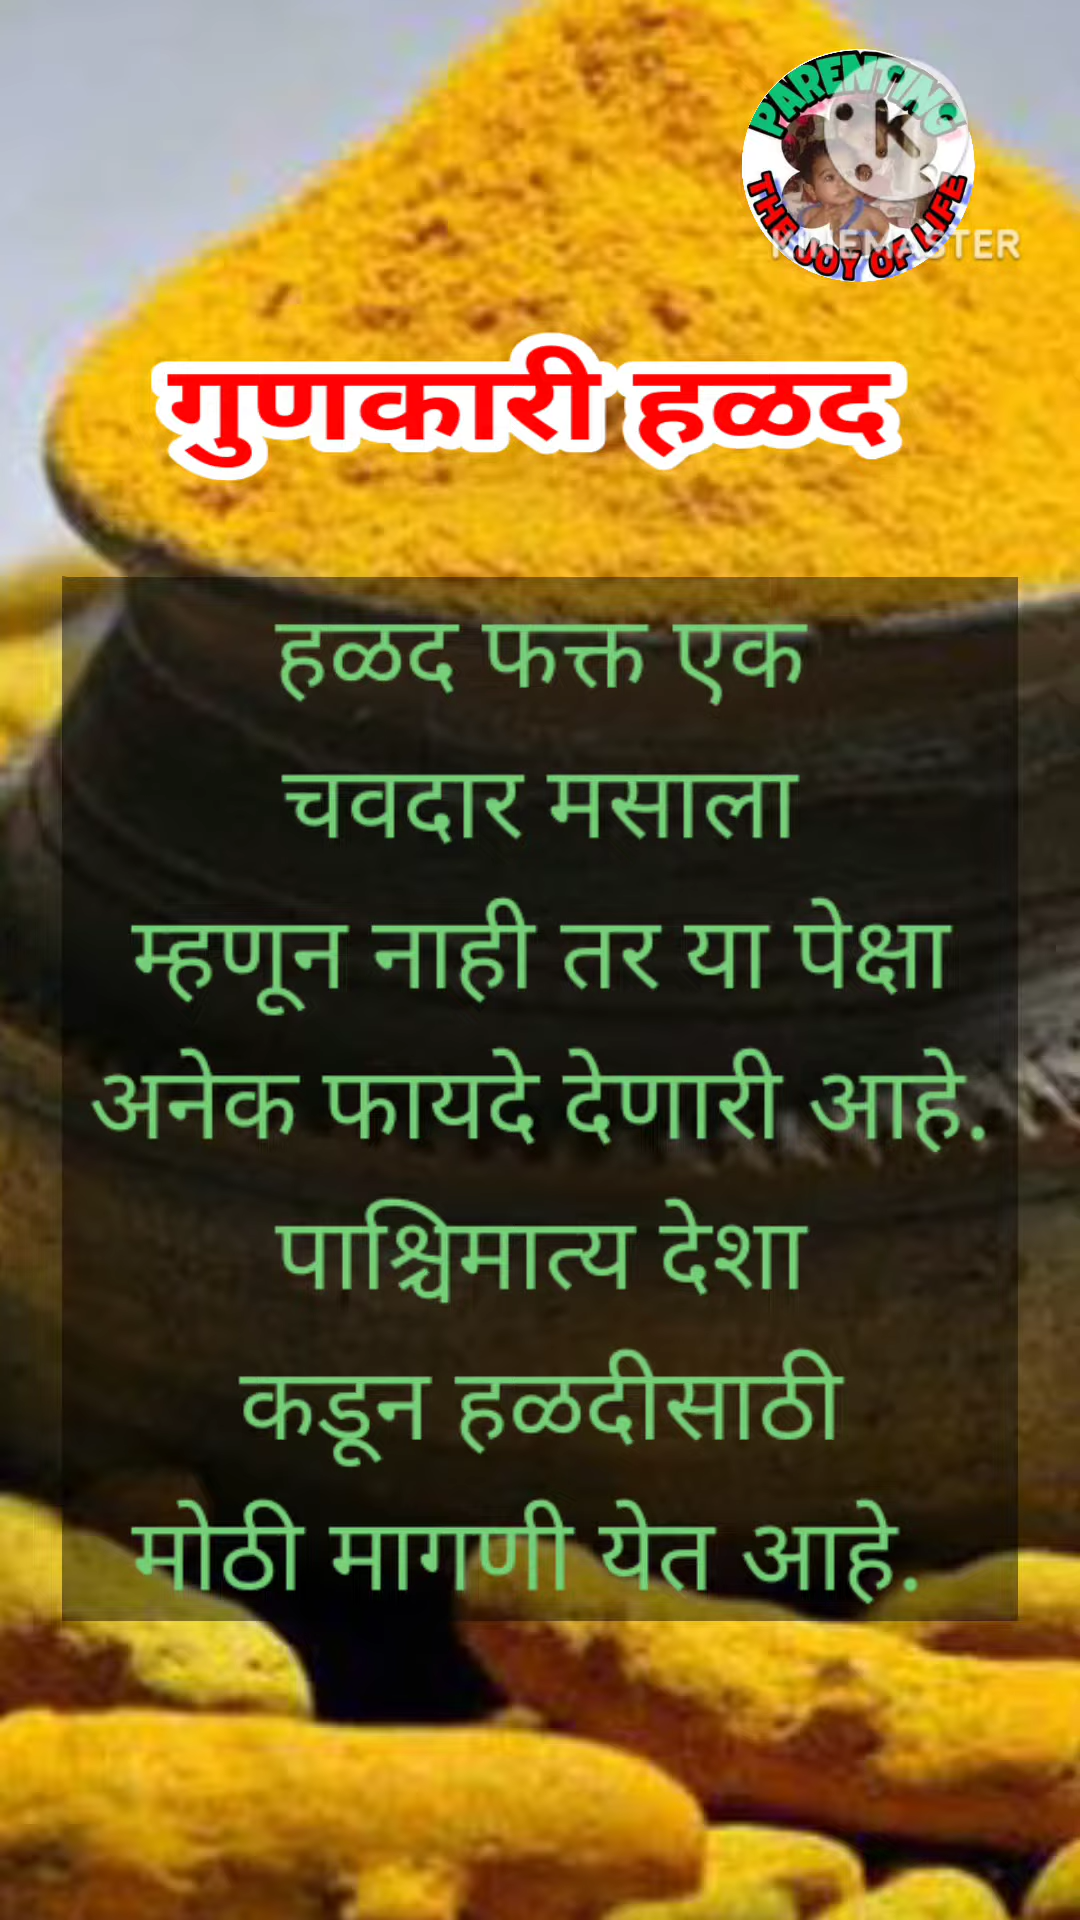 PARENTING
THE JOY OF LIFE
K
KINEMASTER
गुणकारी हळद
हळद फक्त एक
चवदार मसाला
म्हणून नाही तर या पेक्षा
अनेक फायदे देणारी आहे.
पाश्चिमात्य देशा
कडून हळदीसाठी
मोठी मागणी येत आहे.